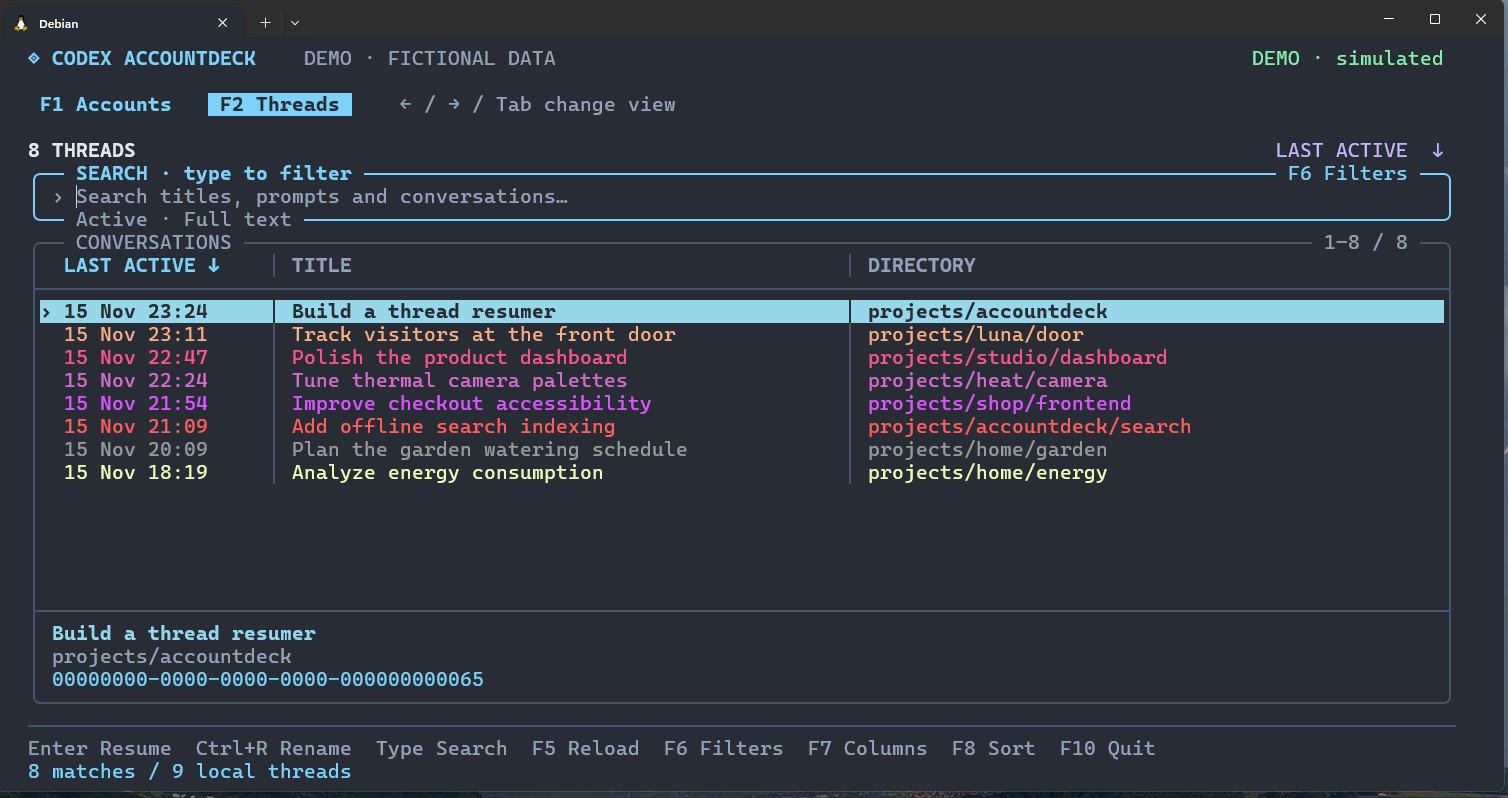 Debian
◇ CODEX ACCOUNTDECK DEMO · FICTIONAL DATA DEMO · simulated
F1 Accounts F2 Threads ← / → / Tab change view
8 THREADS LAST ACTIVE ↓
SEARCH · type to filter F6 Filters
› Search titles, prompts and conversations…
Active · Full text
CONVERSATIONS 1-8 / 8
LAST ACTIVE ↓ TITLE DIRECTORY
› 15 Nov 23:24 Build a thread resumer projects/accountdeck
15 Nov 23:11 Track visitors at the front door projects/luna/door
15 Nov 22:47 Polish the product dashboard projects/studio/dashboard
15 Nov 22:24 Tune thermal camera palettes projects/heat/camera
15 Nov 21:54 Improve checkout accessibility projects/shop/frontend
15 Nov 21:09 Add offline search indexing projects/accountdeck/search
15 Nov 20:09 Plan the garden watering schedule projects/home/garden
15 Nov 18:19 Analyze energy consumption projects/home/energy
Build a thread resumer
projects/accountdeck
00000000-0000-0000-0000-000000000065
Enter Resume Ctrl+R Rename Type Search F5 Reload F6 Filters F7 Columns F8 Sort F10 Quit
8 matches / 9 local threads